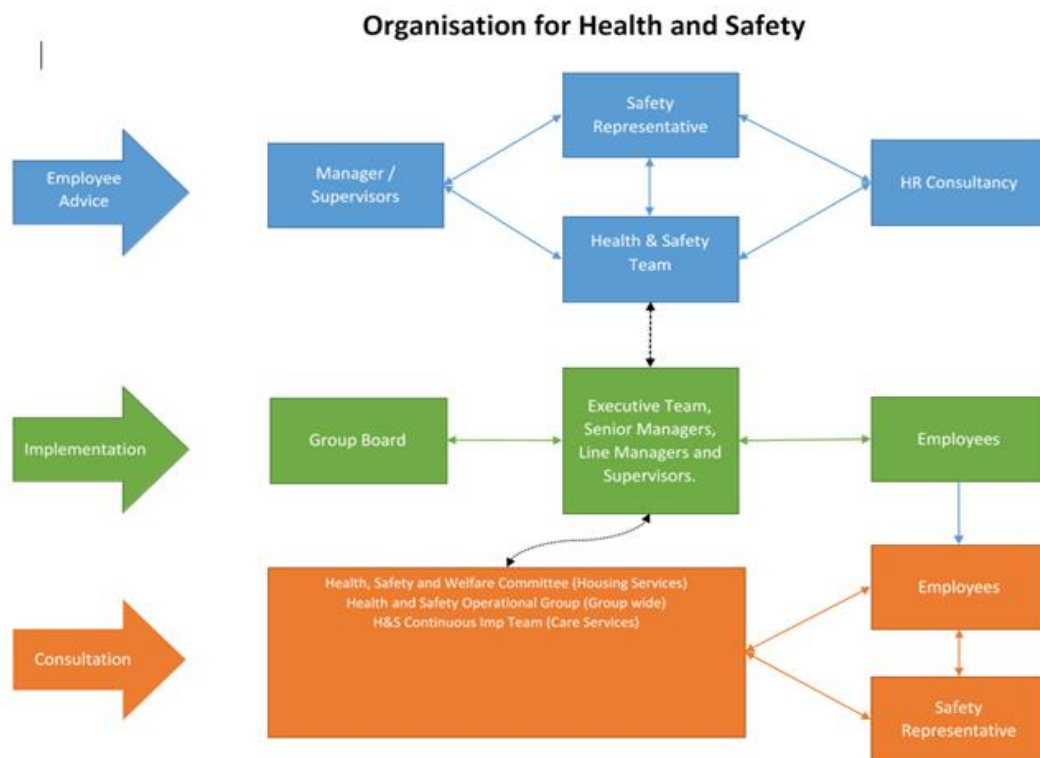 Organisation for Health and Safety
Employee
Advice
Manager /
Supervisors
Safety
Representative
Health & Safety
Team
HR Consultancy
Implementation
Group Board
Executive Team,
Senior Managers,
Line Managers and
Supervisors.
Employees
Consultation
Health, Safety and Welfare Committee (Housing Services)
Health and Safety Operational Group (Group wide)
H&S Continuous Imp Team (Care Services)
Employees
Safety
Representative